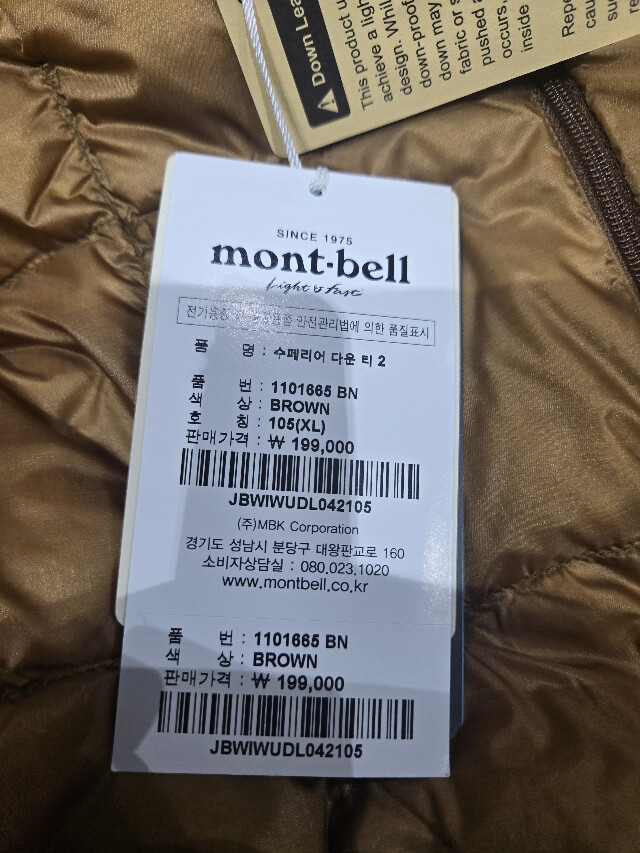 Down Lea
This product u
achieve a ligh
design. Whil
down-proof
down may
fabric or s
pushed a
occurs,
inside
Repe
cau
su
re
SINCE 1975
mont-bell
Light & Fast
전기용품 안전관리법에 의한 품질표시
품 명 : 수페리어 다운 티 2
품 번 : 1101665 BN
색 상 : BROWN
호 칭 : 105(XL)
판매가격 : ₩ 199,000
JBWIWUDL042105
(주)MBK Corporation
경기도 성남시 분당구 대왕판교로 160
소비자상담실 : 080.023.1020
www.montbell.co.kr
품 번 : 1101665 BN
색 상 : BROWN
판매가격 : ₩ 199,000
JBWIWUDL042105